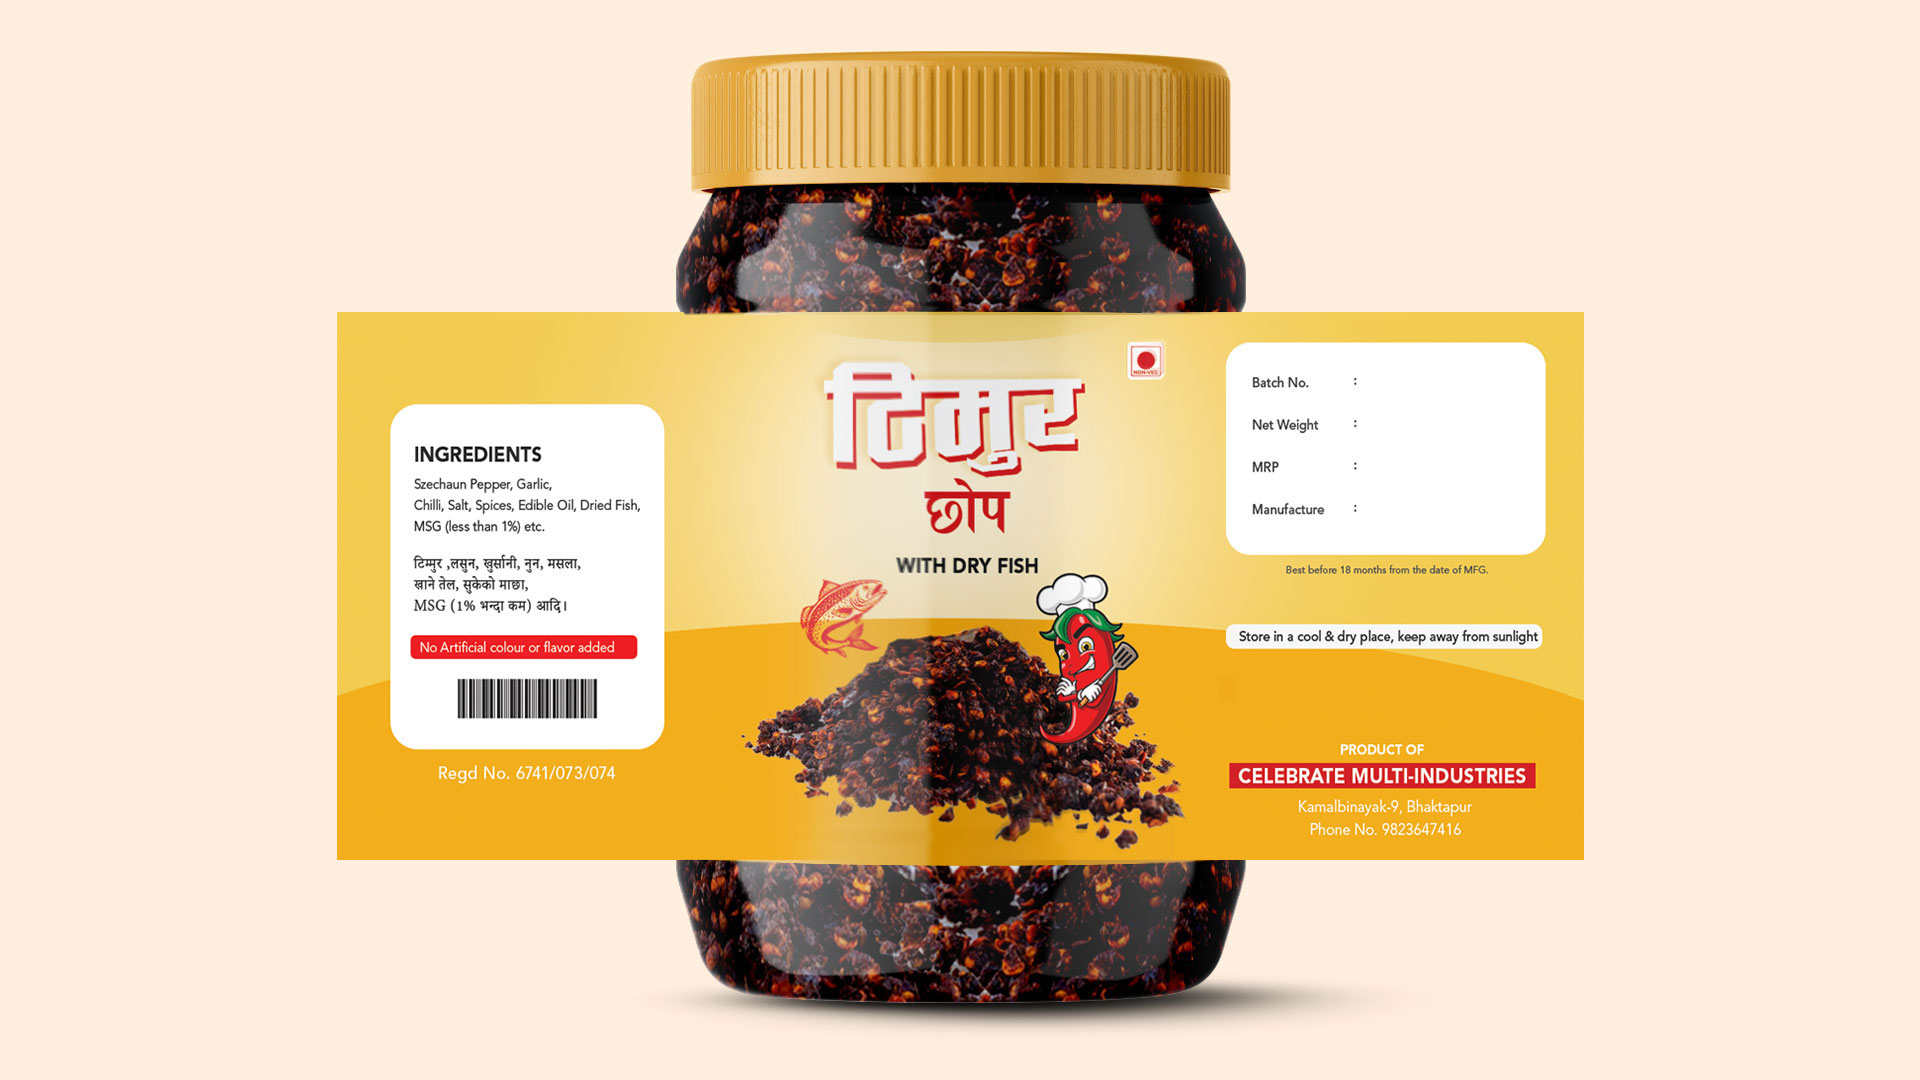 टिम्मुर
छोप
WITH DRY FISH
NON-VEG
INGREDIENTS
Szechaun Pepper, Garlic,
Chilli, Salt, Spices, Edible Oil, Dried Fish,
MSG (less than 1%) etc.
टिम्मुर ,लसुन, खुर्सानी, नुन, मसला,
खाने तेल, सुकेको माछा,
MSG (1% भन्दा कम) आदि।
No Artificial colour or flavor added
Regd No. 6741/073/074
Batch No. :
Net Weight :
MRP :
Manufacture :
Best before 18 months from the date of MFG.
Store in a cool & dry place, keep away from sunlight
PRODUCT OF
CELEBRATE MULTI-INDUSTRIES
Kamalbinayak-9, Bhaktapur
Phone No. 9823647416